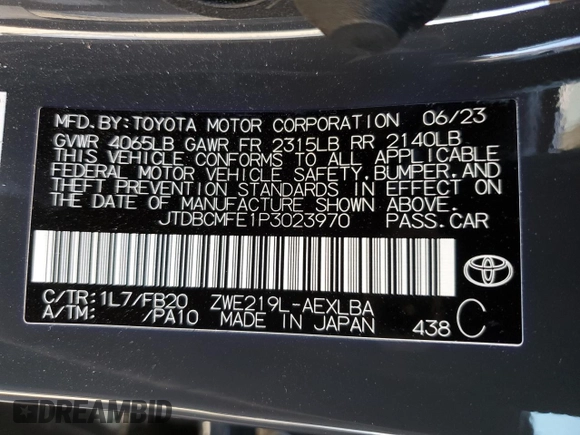 MFD. BY: TOYOTA MOTOR CORPORATION 06/23
GVWR 4065LB GAWR FR 2315LB RR 2140LB
THIS VEHICLE CONFORMS TO ALL APPLICABLE
FEDERAL MOTOR VEHICLE SAFETY, BUMPER, AND
THEFT PREVENTION STANDARDS IN EFFECT ON
THE DATE OF MANUFACTURE SHOWN ABOVE.
JTDBCMFE1P3023970 PASS.CAR
C/TR: 1L7/FB20 ZWE219L-AEXLBA
A/TM: /PA10 MADE IN JAPAN 438 C
DREAMBID